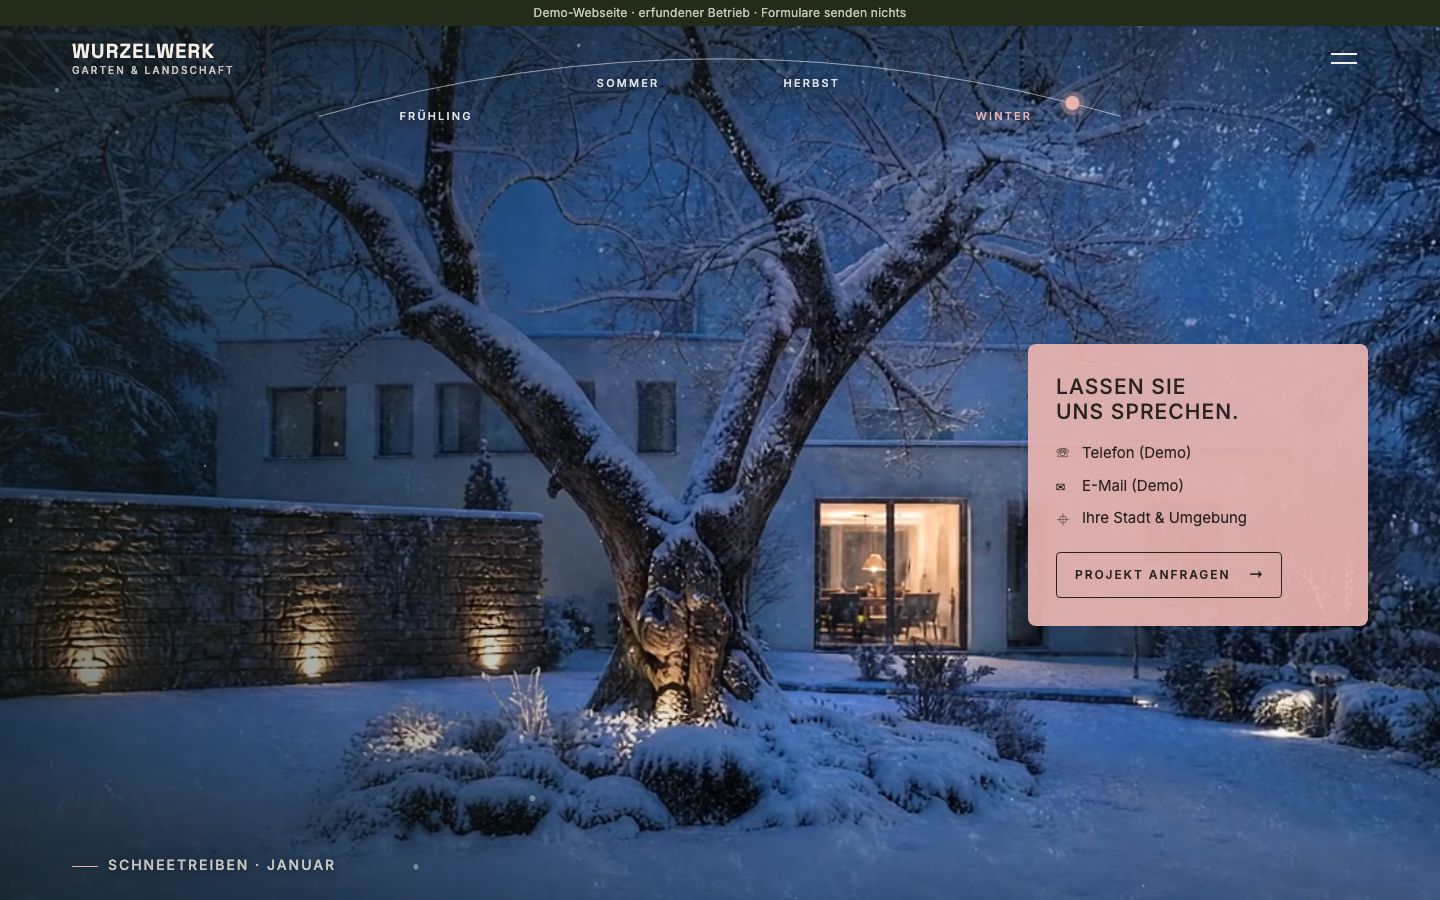 Demo-Webseite · erfundener Betrieb · Formulare senden nichts
WURZELWERK
GARTEN & LANDSCHAFT
SOMMER
HERBST
FRÜHLING
WINTER
LASSEN SIE
UNS SPRECHEN.
Telefon (Demo)
E-Mail (Demo)
Ihre Stadt & Umgebung
PROJEKT ANFRAGEN →
SCHNEETREIBEN · JANUAR